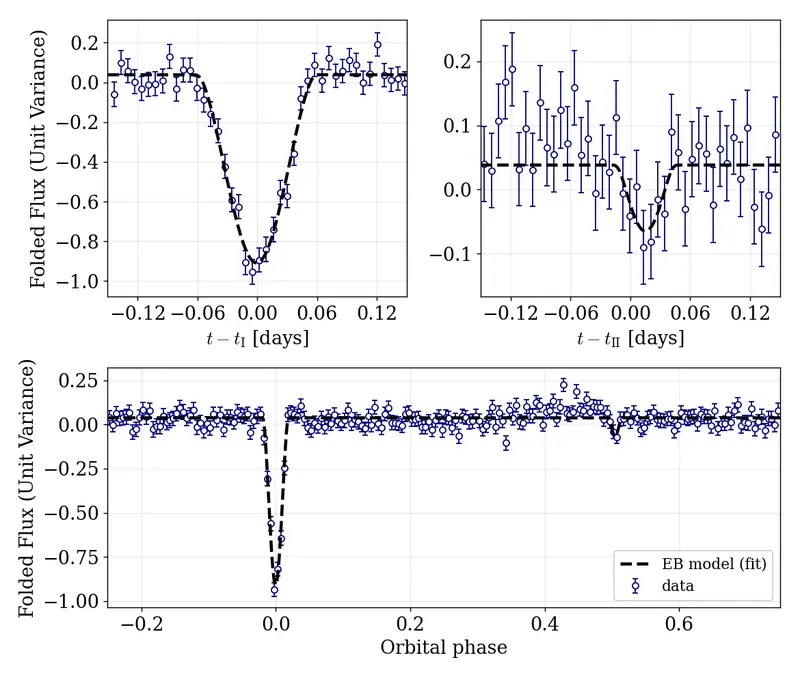 Folded Flux (Unit Variance)
0.2
0.0
−0.2
−0.4
−0.6
−0.8
−1.0
−0.12 −0.06 0.00 0.06 0.12
t − tI [days]
0.2
0.1
0.0
−0.1
−0.12 −0.06 0.00 0.06 0.12
t − tII [days]
Folded Flux (Unit Variance)
0.25
0.00
−0.25
−0.50
−0.75
−1.00
−0.2 0.0 0.2 0.4 0.6
Orbital phase
EB model (fit)
data